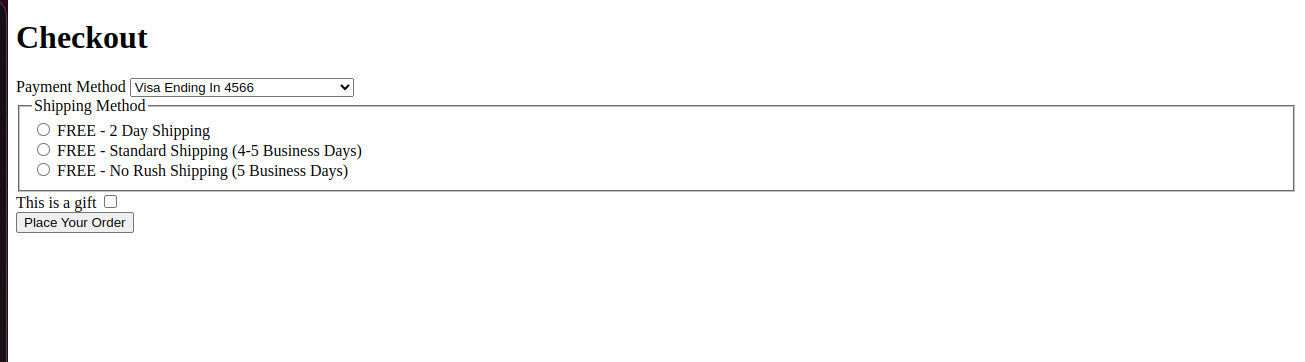 Checkout
Payment Method Visa Ending In 4566
Shipping Method
FREE - 2 Day Shipping
FREE - Standard Shipping (4-5 Business Days)
FREE - No Rush Shipping (5 Business Days)
This is a gift
Place Your Order